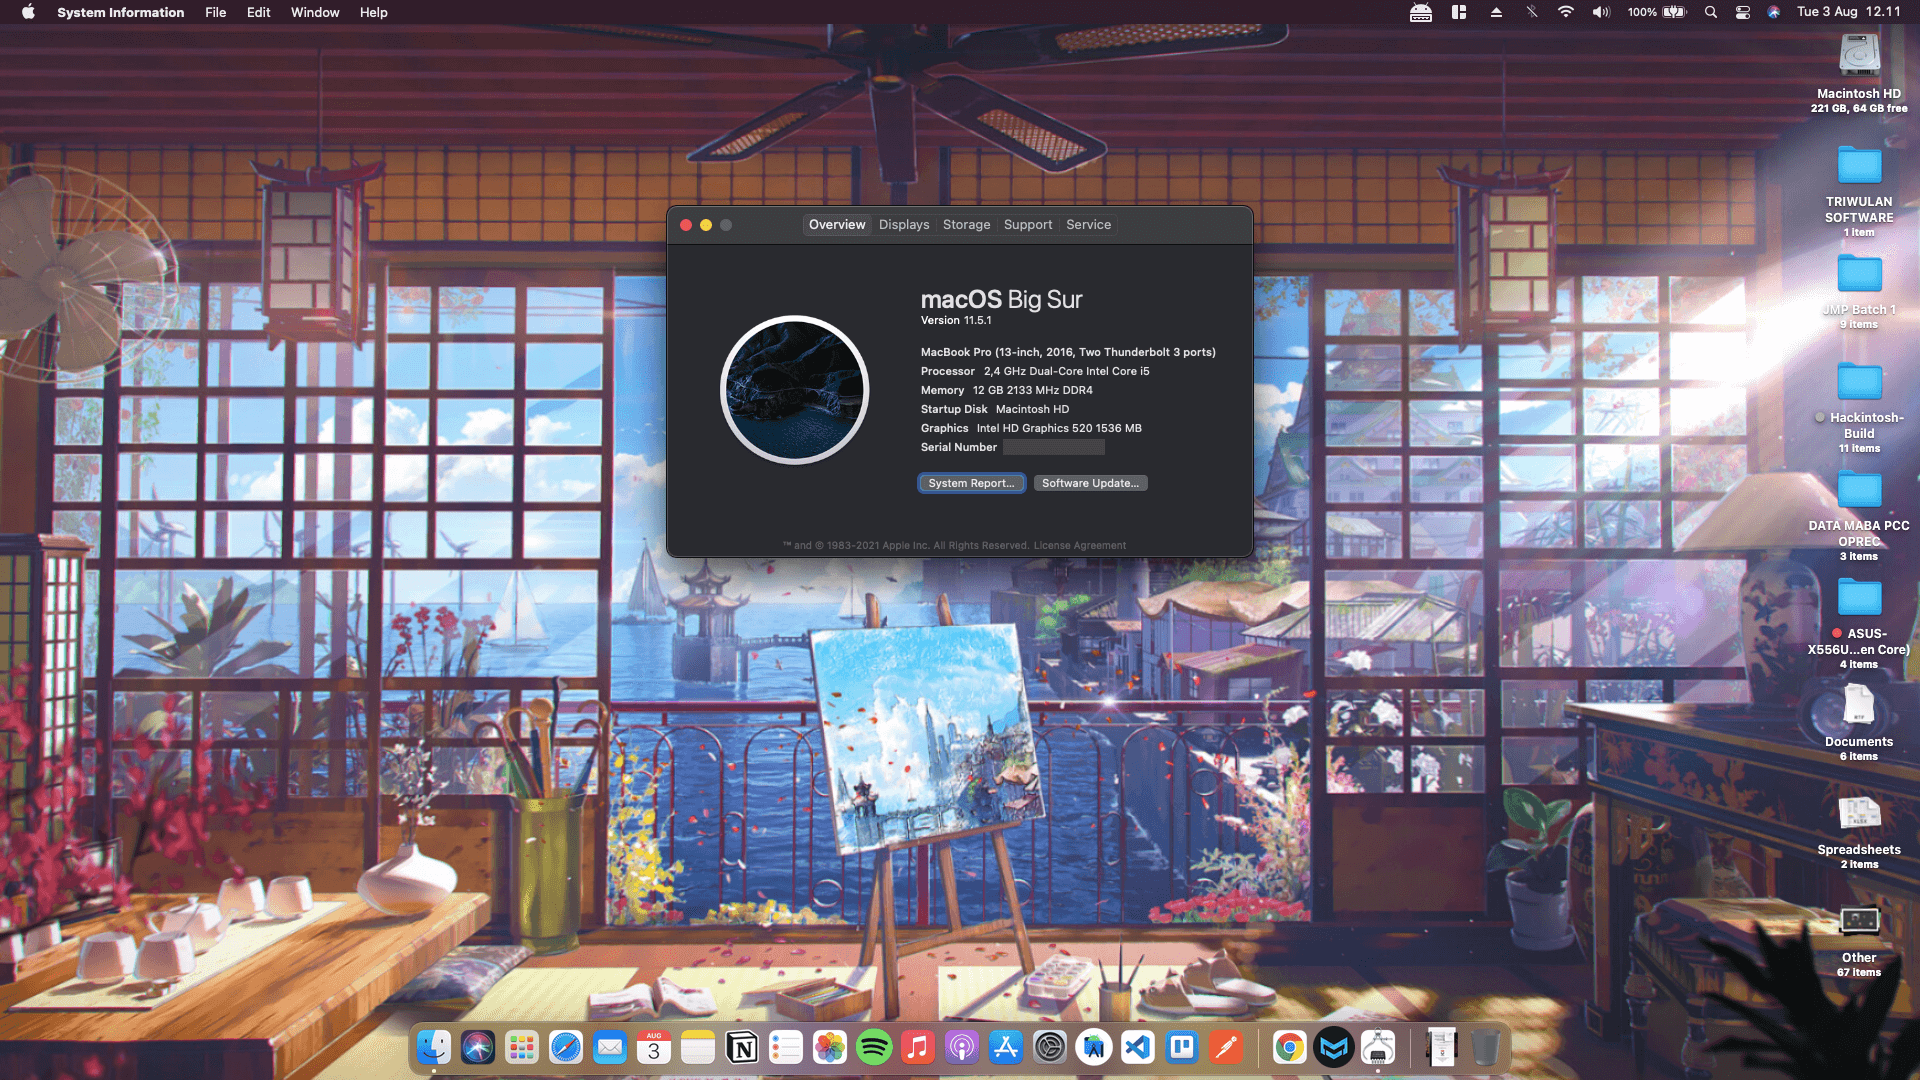 System Information File Edit Window Help
100% Tue 3 Aug 12.11
Macintosh HD
221 GB, 64 GB free
TRIWULAN
SOFTWARE
1 item
JMP Batch 1
9 items
Hackintosh-
Build
11 items
DATA MABA PCC
OPREC
3 items
ASUS-
X556U...en Core)
4 items
Documents
6 items
Spreadsheets
2 items
Other
67 items
Overview Displays Storage Support Service
macOS Big Sur
Version 11.5.1
MacBook Pro (13-inch, 2016, Two Thunderbolt 3 ports)
Processor 2,4 GHz Dual-Core Intel Core i5
Memory 12 GB 2133 MHz DDR4
Startup Disk Macintosh HD
Graphics Intel HD Graphics 520 1536 MB
Serial Number
System Report... Software Update...
™ and © 1983-2021 Apple Inc. All Rights Reserved. License Agreement
AUG
3